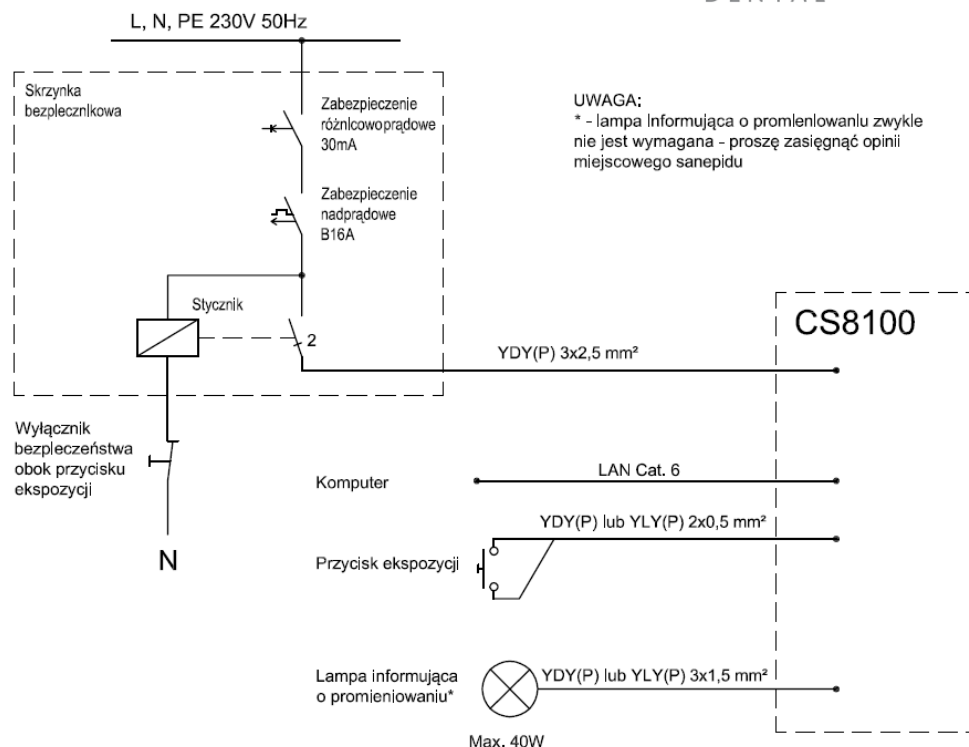 L, N, PE 230V 50Hz
Skrzynka
bezpiecznikowa
Zabezpieczenie
różnicowoprądowe
30mA
UWAGA:
* - lampa informująca o promieniowaniu zwykle
nie jest wymagana - proszę zasięgnąć opinii
miejscowego sanepidu
Zabezpieczenie
nadprądowe
B16A
Stycznik
2
CS8100
YDY(P) 3x2,5 mm²
Wyłącznik
bezpieczeństwa
obok przycisku
ekspozycji
N
Komputer
LAN Cat. 6
YDY(P) lub YLY(P) 2x0,5 mm²
Przycisk ekspozycji
Lampa informująca
o promieniowaniu*
YDY(P) lub YLY(P) 3x1,5 mm²
Max. 40W